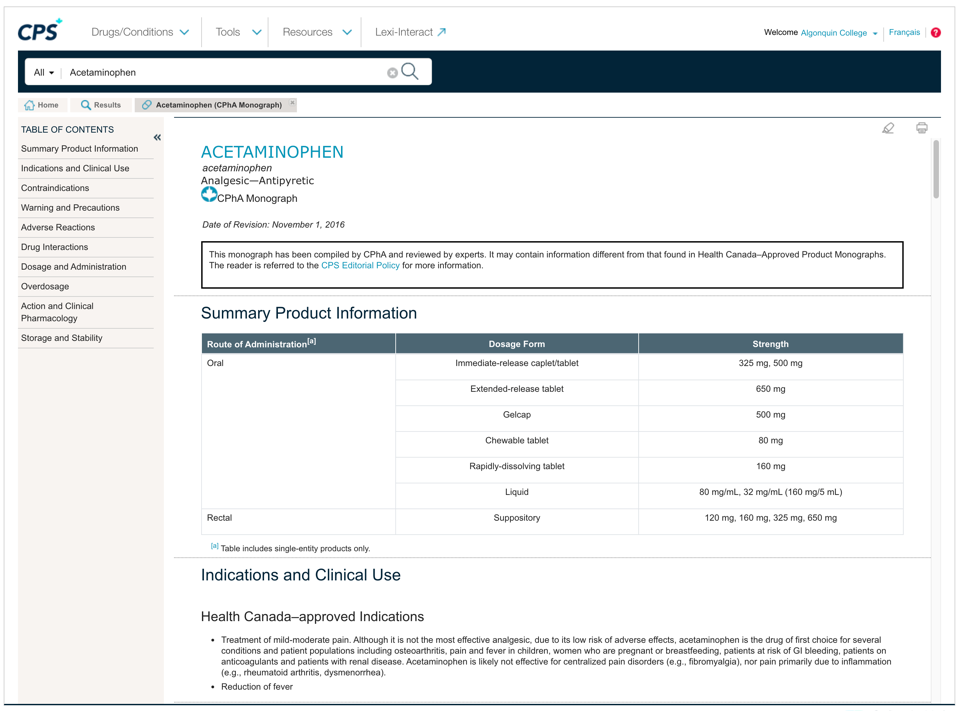 CPS
Drugs/Conditions
Tools
Resources
Lexi-Interact
Welcome Algonquin College
Français
?
All
Acetaminophen
Home
Results
Acetaminophen (CPhA Monograph)
×
TABLE OF CONTENTS
«
Summary Product Information
Indications and Clinical Use
Contraindications
Warning and Precautions
Adverse Reactions
Drug Interactions
Dosage and Administration
Overdosage
Action and Clinical
Pharmacology
Storage and Stability
ACETAMINOPHEN
acetaminophen
Analgesic—Antipyretic
CPhA Monograph
Date of Revision: November 1, 2016
This monograph has been compiled by CPhA and reviewed by experts. It may contain information different from that found in Health Canada–Approved Product Monographs.
The reader is referred to the CPS Editorial Policy for more information.
Summary Product Information
Route of Administration[a] Dosage Form Strength
Oral Immediate-release caplet/tablet 325 mg, 500 mg
Extended-release tablet 650 mg
Gelcap 500 mg
Chewable tablet 80 mg
Rapidly-dissolving tablet 160 mg
Liquid 80 mg/mL, 32 mg/mL (160 mg/5 mL)
Rectal Suppository 120 mg, 160 mg, 325 mg, 650 mg
[a] Table includes single-entity products only.
Indications and Clinical Use
Health Canada–approved Indications
• Treatment of mild-moderate pain. Although it is not the most effective analgesic, due to its low risk of adverse effects, acetaminophen is the drug of first choice for several
conditions and patient populations including osteoarthritis, pain and fever in children, women who are pregnant or breastfeeding, patients at risk of GI bleeding, patients on
anticoagulants and patients with renal disease. Acetaminophen is likely not effective for centralized pain disorders (e.g., fibromyalgia), nor pain primarily due to inflammation
(e.g., rheumatoid arthritis, dysmenorrhea).
• Reduction of fever